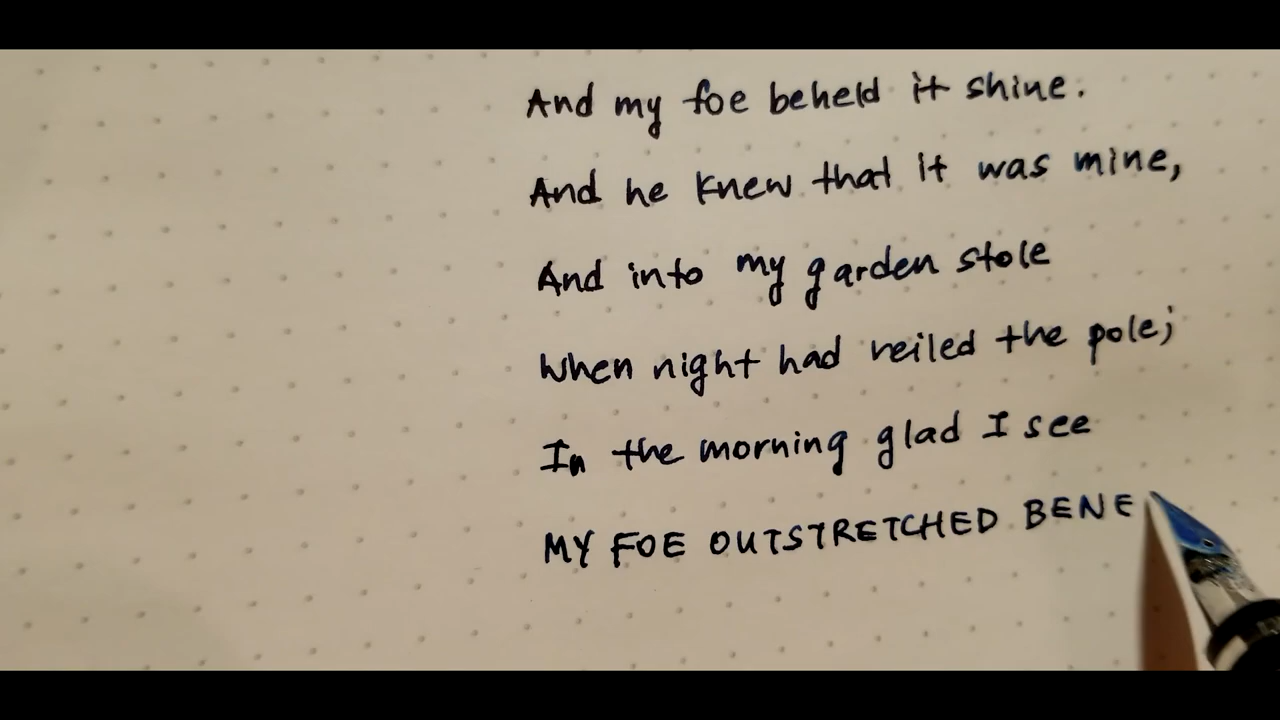 And my foe beheld it shine.
And he knew that it was mine,
And into my garden stole
When night had veiled the pole;
In the morning glad I see
MY FOE OUTSTRETCHED BENE